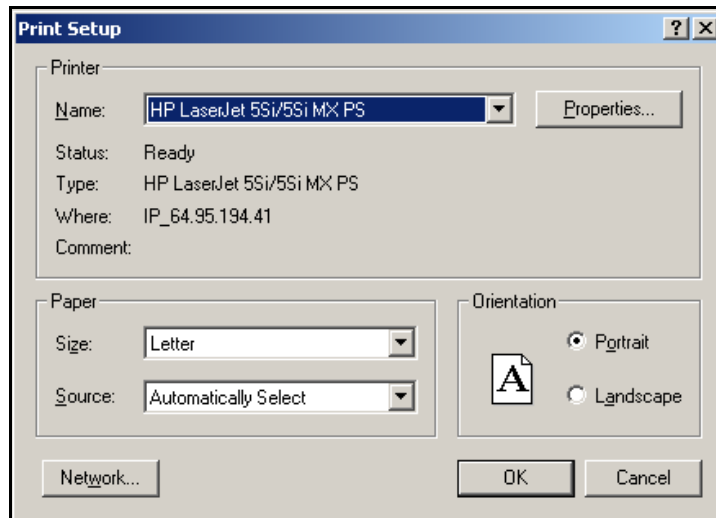 Print Setup
Printer
Name: HP LaserJet 5Si/5Si MX PS Properties...
Status: Ready
Type: HP LaserJet 5Si/5Si MX PS
Where: IP_64.95.194.41
Comment:
Paper
Size: Letter
Source: Automatically Select
Orientation
A
Portrait
Landscape
Network... OK Cancel